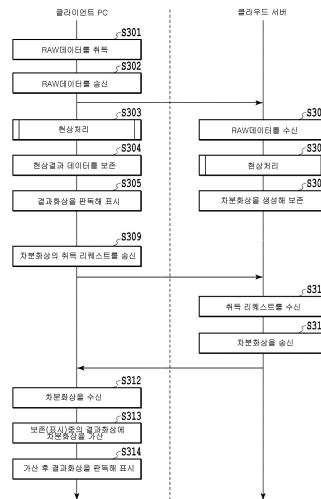 클라이언트 PC
클라우드 서버
S301
RAW데이터를 취득
S302
RAW데이터를 송신
S303
현상처리
S30
RAW데이터를 수신
S304
현상결과 데이터를 보존
S30
현상처리
S305
결과화상을 판독해 표시
S30
차분화상을 생성해 보존
S309
차분화상의 취득 리퀘스트를 송신
S31
취득 리퀘스트를 수신
S31
차분화상을 송신
S312
차분화상을 수신
S313
보존(표시)중의 결과화상에
차분화상을 가산
S314
가산 후 결과화상을 판독해 표시